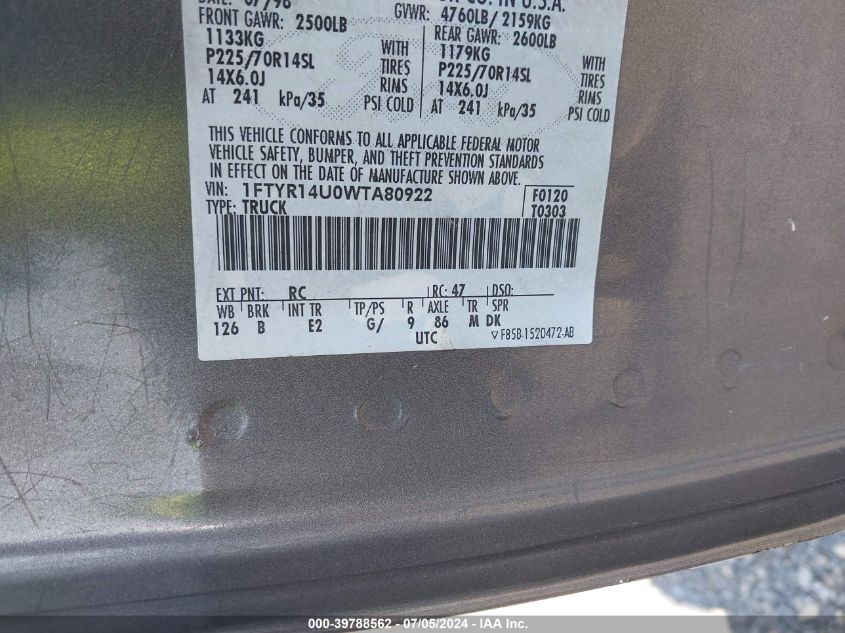 DATE: 07/98
CO. IN U.S.A.
FRONT GAWR: 2500LB
GVWR: 4760LB/ 2159KG
1133KG WITH
REAR GAWR: 2600LB
P225/70R14SL TIRES
1179KG WITH
14X6.0J RIMS
P225/70R14SL TIRES
AT 241 kPa/35 PSI COLD
14X6.0J RIMS
AT 241 kPa/35 PSI COLD
THIS VEHICLE CONFORMS TO ALL APPLICABLE FEDERAL MOTOR
VEHICLE SAFETY, BUMPER, AND THEFT PREVENTION STANDARDS
IN EFFECT ON THE DATE OF MANUFACTURE SHOWN ABOVE.
VIN: 1FTYR14U0WTA80922 F0120
TYPE: TRUCK T0303
EXT PNT: RC RC: 47 DSO:
WB BRK INT TR TP/PS R AXLE TR SPR
126 B E2 G/ 9 86 M DK
UTC ▽F85B-1520472-AB
000-39788562 - 07/05/2024 - IAA Inc.